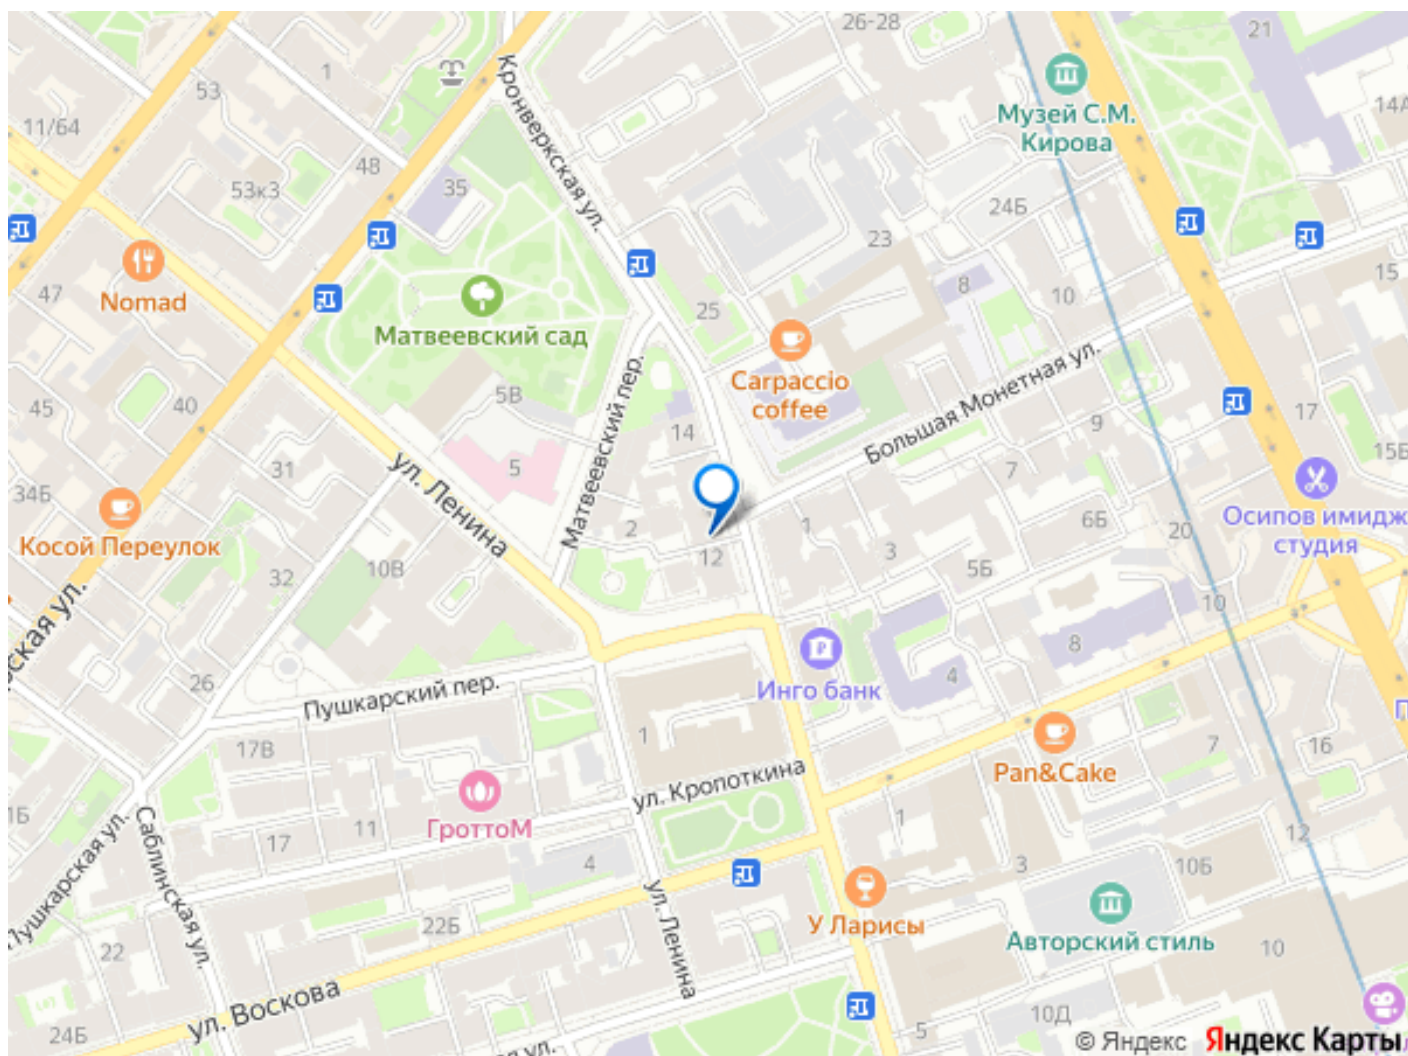 26-28
21
Кронверкская ул.
1
53
11/64
Музей С.М.
Кирова
14А
48
53к3
35
24Б
23
Nomad
47
8
10
15
25
Матвеевский сад
Carpaccio
coffee
Большая Монетная ул.
Матвеевский пер.
5В
45
40
14
9
17
15Б
31
5
7
34Б
ул. Ленина
Косой Переулок
2
1
6Б
20
Осипов имидж
студия
12
3
5Б
32
10В
10
8
ская ул.
26
Инго банк
4
Пушкарский пер.
17В
1
7
16
Pan&Cake
ул. Кропоткина
ГроттоМ
1
12
1Б
Пушкарская ул.
Саблинская ул.
17
11
4
3
10Б
У Ларисы
Авторский стиль
22Б
ул. Ленина
22
10
ул. Воскова
24Б
ул.
5
10Д
© Яндекс Яндекс Карты